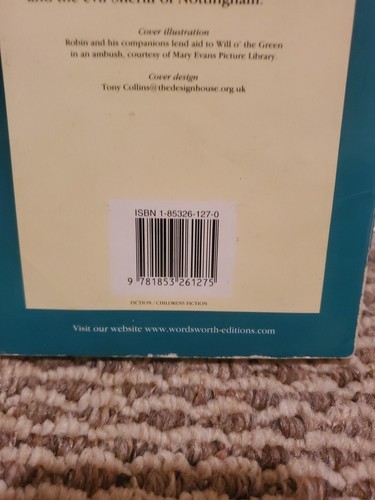 and the evil Sheriff of Nottingham.
Cover illustration
Robin and his companions lend aid to Will o' the Green
in an ambush, courtesy of Mary Evans Picture Library.
Cover design
Tony Collins@thedesignhouse.org.uk
ISBN 1-85326-127-0
9 781853 261275
FICTION - CHILDRENS FICTION
Visit our website www.wordsworth-editions.com